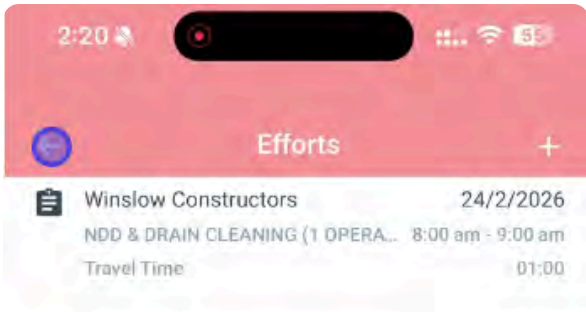 2:20 55
Efforts +
Winslow Constructors 24/2/2026
NDD & DRAIN CLEANING (1 OPERA... 8:00 am - 9:00 am
Travel Time 01:00